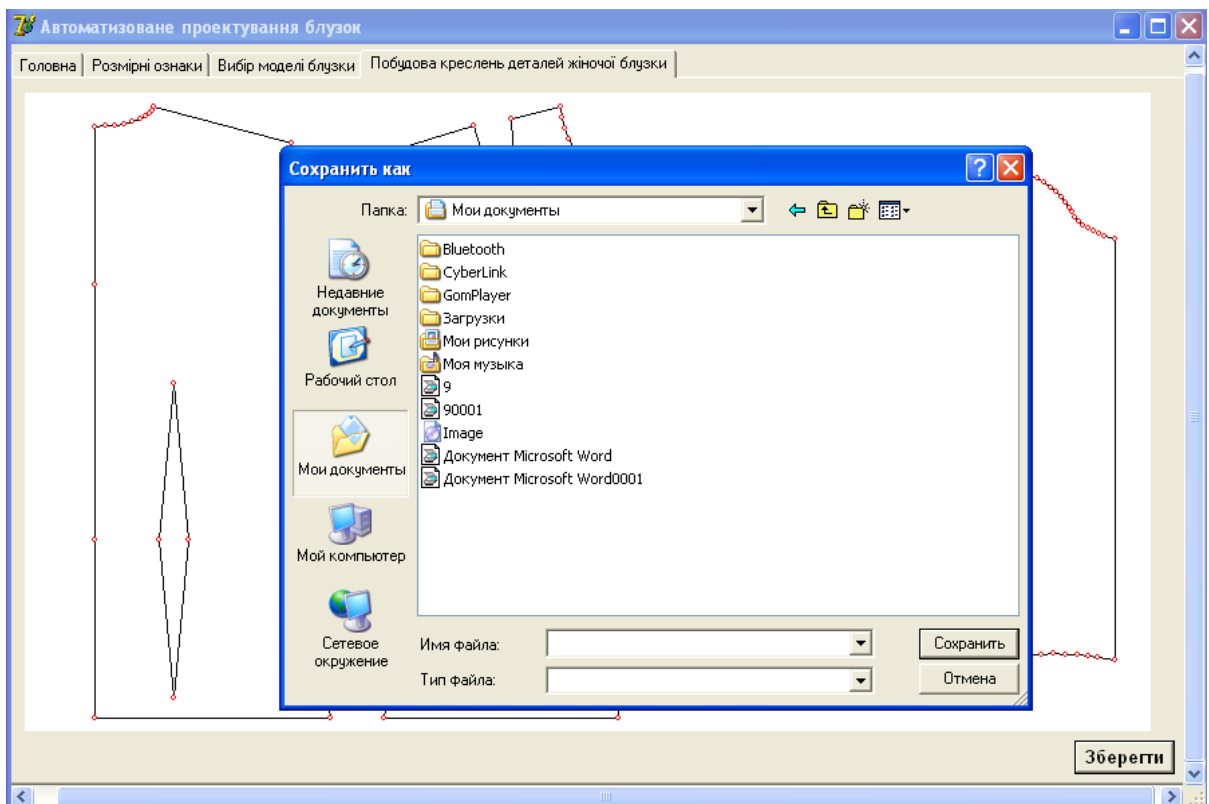 Автоматизоване проектування блузок
Головна Розмірні ознаки Вибір моделі блузки Побудова креслень деталей жіночої блузки
Сохранить как
Папка: Мои документы
Недавние документы
Рабочий стол
Мои документы
Мой компьютер
Сетевое окружение
Bluetooth
CyberLink
GomPlayer
Загрузки
Мои рисунки
Моя музыка
9
90001
Image
Документ Microsoft Word
Документ Microsoft Word0001
Имя файла: Сохранить
Тип файла: Отмена
Зберегти